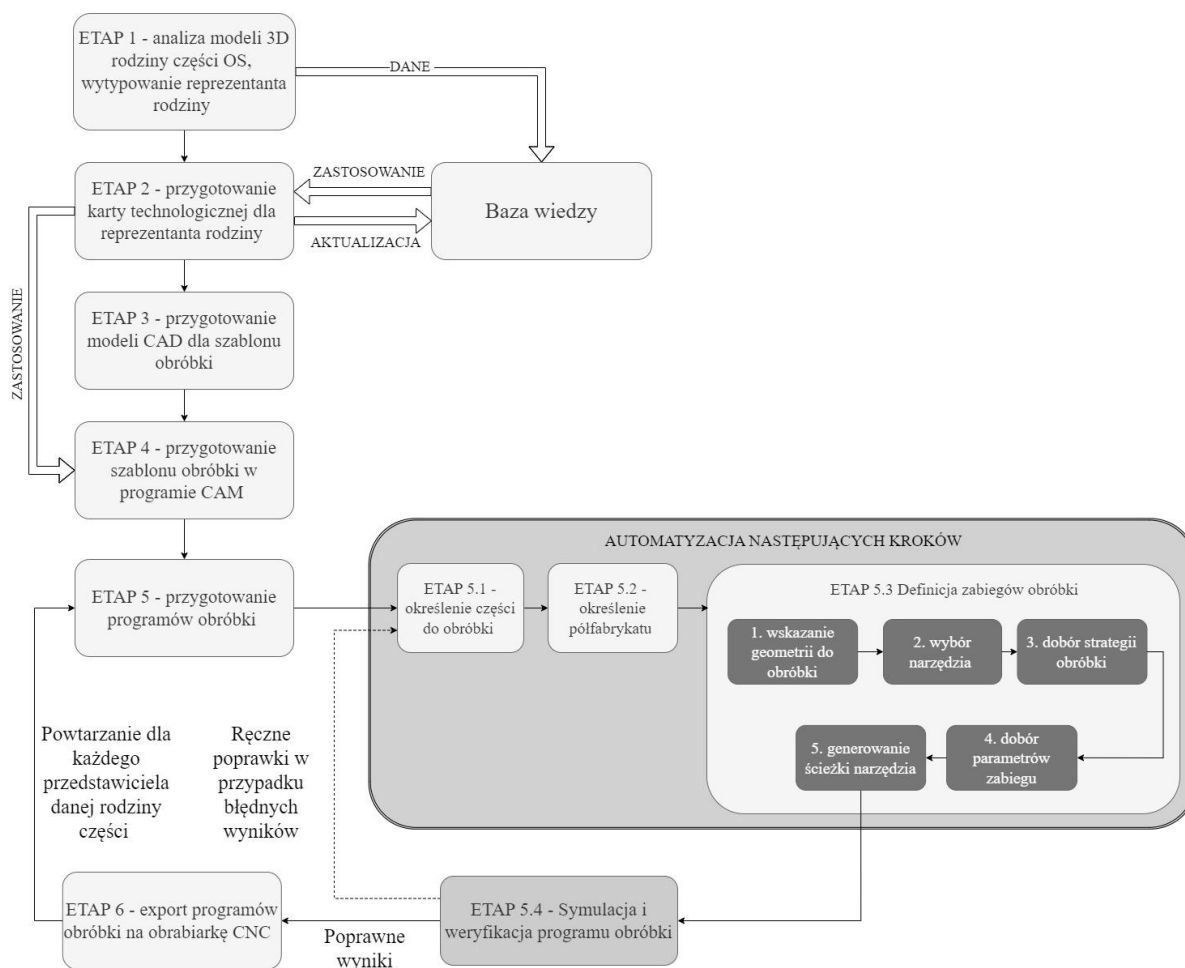 ETAP 1 - analiza modeli 3D
rodziny części OS,
wytypowanie reprezentanta
rodziny
DANE
ETAP 2 - przygotowanie
karty technologicznej dla
reprezentanta rodziny
ZASTOSOWANIE
AKTUALIZACJA
Baza wiedzy
ZASTOSOWANIE
ETAP 3 - przygotowanie
modeli CAD dla szablonu
obróbki
ETAP 4 - przygotowanie
szablonu obróbki w
programie CAM
ETAP 5 - przygotowanie
programów obróbki
AUTOMATYZACJA NASTĘPUJĄCYCH KROKÓW
ETAP 5.1 -
określenie części
do obróbki
ETAP 5.2 -
określenie
półfabrykatu
ETAP 5.3 Definicja zabiegów obróbki
1. wskazanie
geometrii do
obróbki
2. wybór
narzędzia
3. dobór strategii
obróbki
4. dobór
parametrów
zabiegu
5. generowanie
ścieżki narzędzia
Powtarzanie dla
każdego
przedstawiciela
danej rodziny
części
Ręczne
poprawki w
przypadku
błędnych
wyników
ETAP 5.4 - Symulacja i
weryfikacja programu obróbki
Poprawne
wyniki
ETAP 6 - export programów
obróbki na obrabiarkę CNC